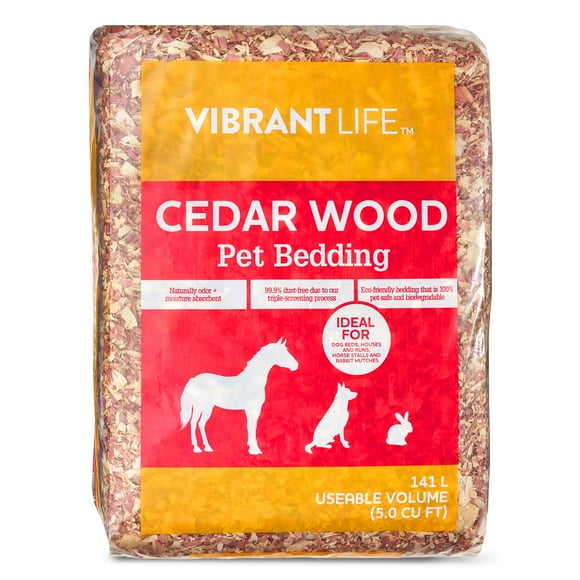 VIBRANT LIFE™
CEDAR WOOD
Pet Bedding
Naturally odor +
moisture absorbent
99.9% dust-free due to our
triple-screening process
Eco-friendly bedding that is 100%
pet-safe and biodegradable
IDEAL
FOR
DOG BEDS, HOUSES
AND RUNS,
HORSE STALLS AND
RABBIT HUTCHES
141 L
USEABLE VOLUME
(5.0 CU FT)